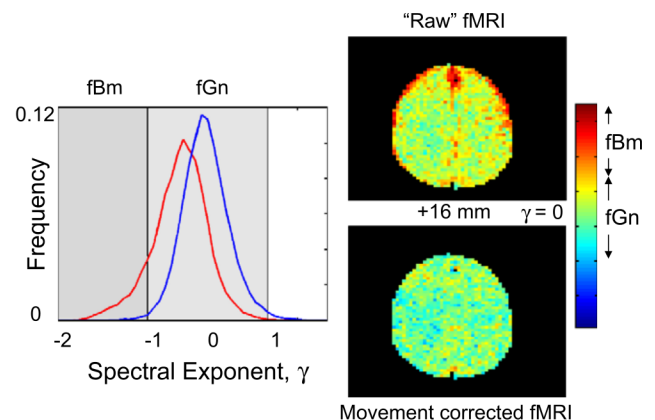 “Raw” fMRI
fBm
fGn
0.12
Frequency
0
-2
-1
0
1
Spectral Exponent, γ
+16 mm
γ = 0
fBm
fGn
Movement corrected fMRI